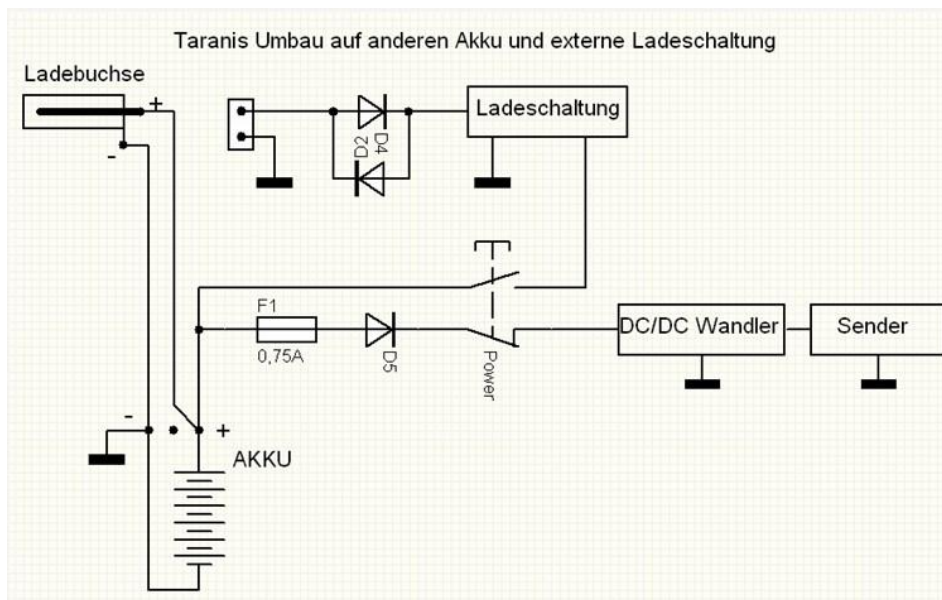 Taranis Umbau auf anderen Akku und externe Ladeschaltung
Ladebuchse
+
-
Ladeschaltung
D2
D4
F1
0,75A
D5
Power
DC/DC Wandler
Sender
-
+
AKKU